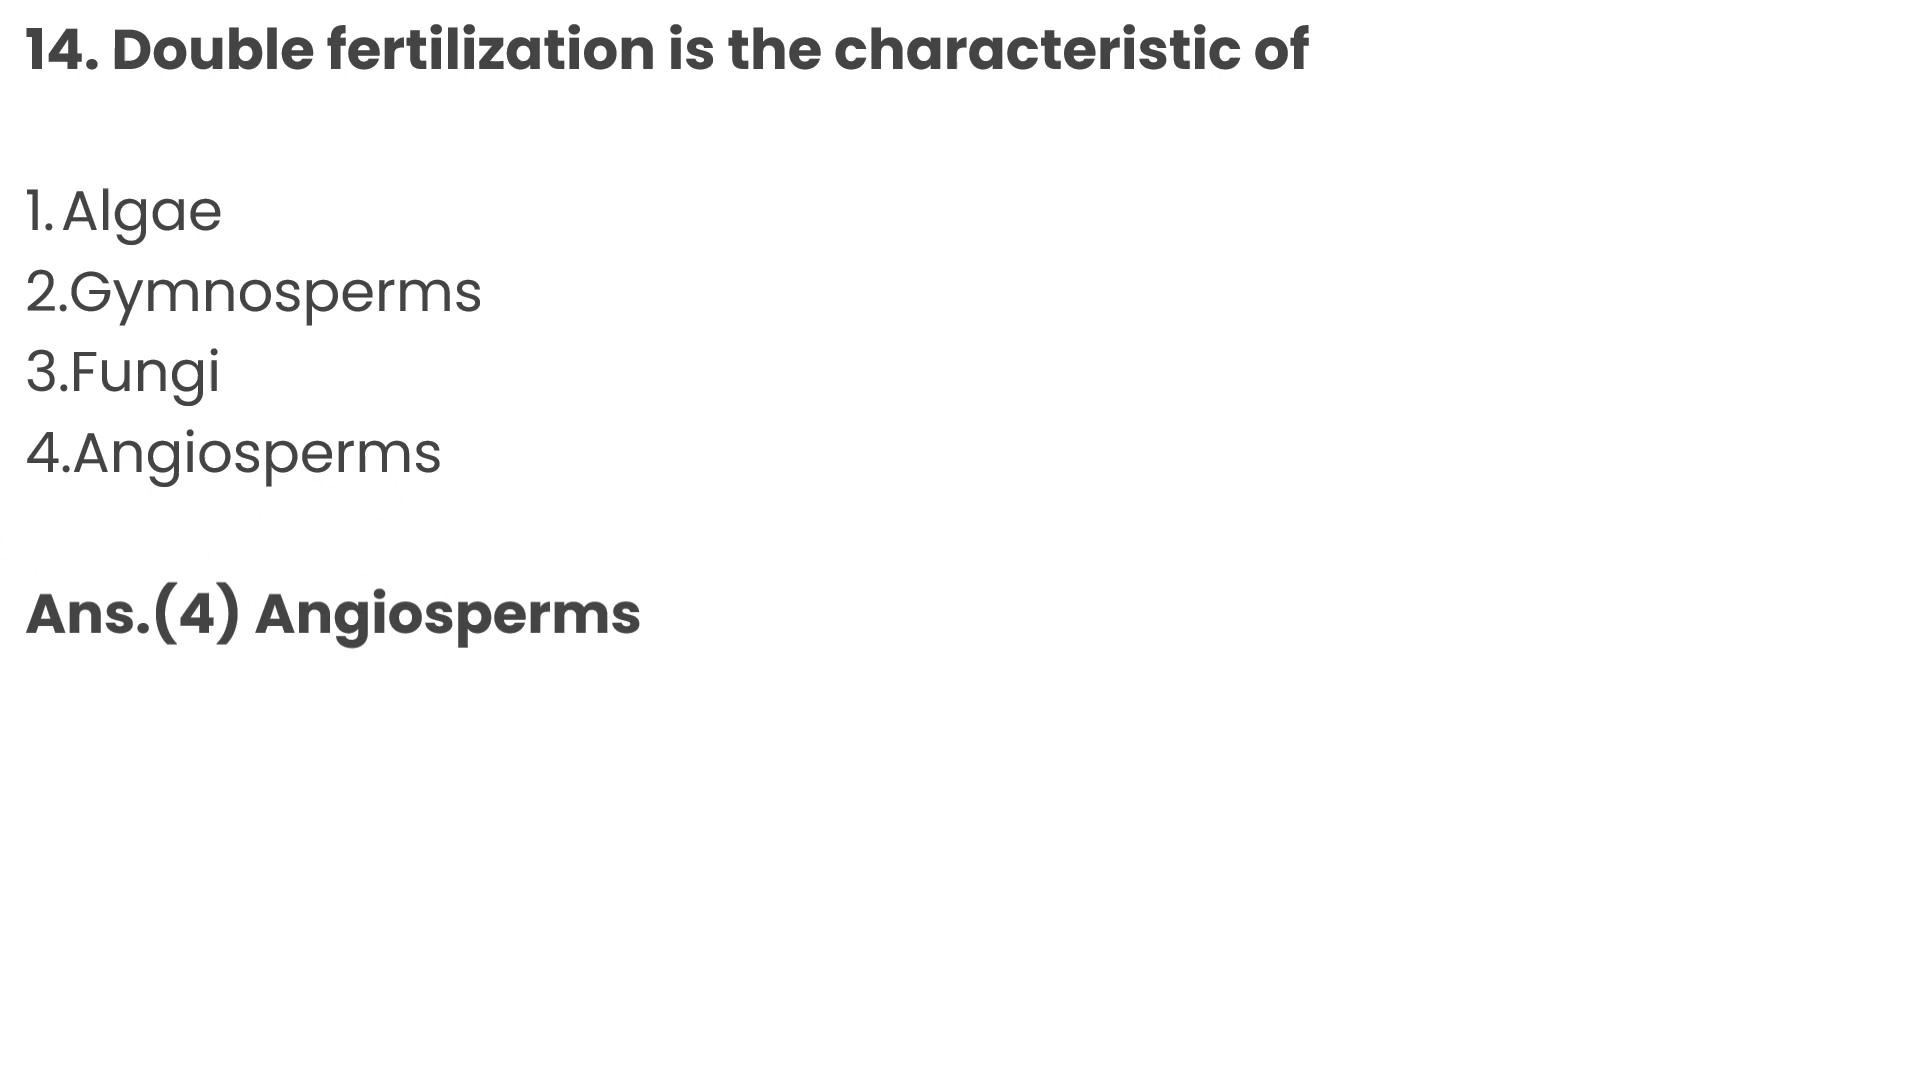 14. Double fertilization is the characteristic of
1. Algae
2.Gymnosperms
3.Fungi
4.Angiosperms
Ans.(4) Angiosperms